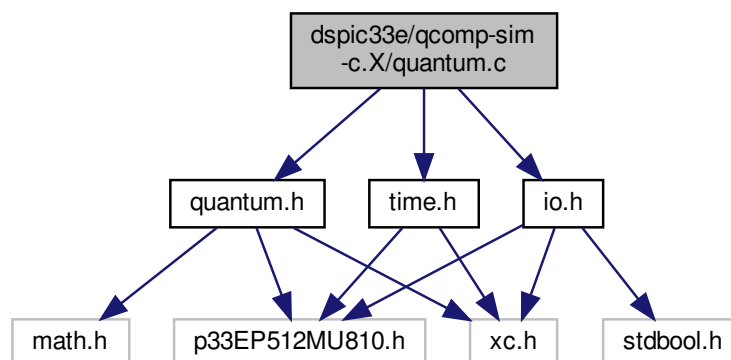 dspic33e/qcomp-sim
-c.X/quantum.c
quantum.h
time.h
io.h
math.h
p33EP512MU810.h
xc.h
stdbool.h